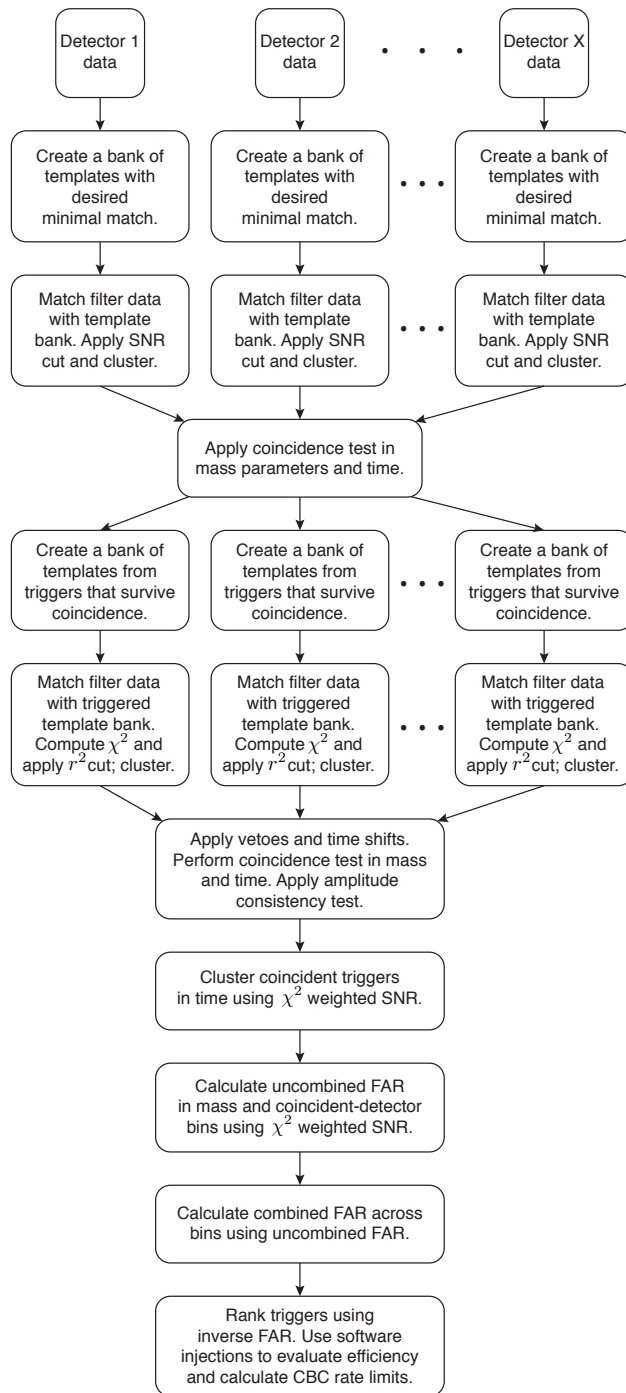 Detector 1
data
Detector 2
data
Detector X
data
Create a bank of
templates with
desired
minimal match.
Create a bank of
templates with
desired
minimal match.
Create a bank of
templates with
desired
minimal match.
Match filter data
with template
bank. Apply SNR
cut and cluster.
Match filter data
with template
bank. Apply SNR
cut and cluster.
Match filter data
with template
bank. Apply SNR
cut and cluster.
Apply coincidence test in
mass parameters and time.
Create a bank of
templates from
triggers that survive
coincidence.
Create a bank of
templates from
triggers that survive
coincidence.
Create a bank of
templates from
triggers that survive
coincidence.
Match filter data
with triggered
template bank.
Compute χ² and
apply r² cut; cluster.
Match filter data
with triggered
template bank.
Compute χ² and
apply r² cut; cluster.
Match filter data
with triggered
template bank.
Compute χ² and
apply r² cut; cluster.
Apply vetoes and time shifts.
Perform coincidence test in mass
and time. Apply amplitude
consistency test.
Cluster coincident triggers
in time using χ² weighted SNR.
Calculate uncombined FAR
in mass and coincident-detector
bins using χ² weighted SNR.
Calculate combined FAR across
bins using uncombined FAR.
Rank triggers using
inverse FAR. Use software
injections to evaluate efficiency
and calculate CBC rate limits.